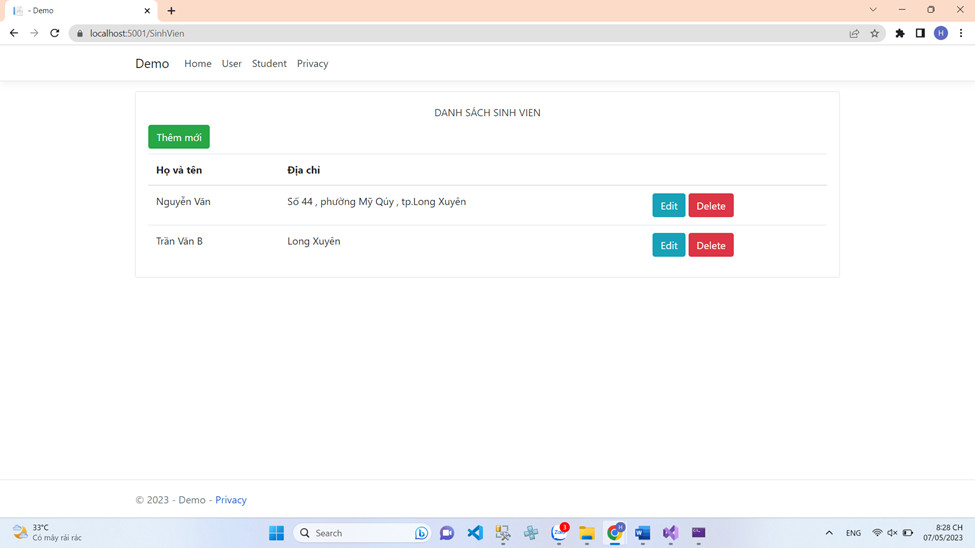 - Demo
localhost:5001/SinhVien
H
Demo Home User Student Privacy
DANH SÁCH SINH VIEN
Thêm mới
Họ và tên Địa chỉ
Nguyễn Văn Số 44 , phường Mỹ Qúy , tp.Long Xuyên Edit Delete
Trần Văn B Long Xuyên Edit Delete
© 2023 - Demo - Privacy
33°C
Có mây rải rác
Search
3
H
ENG
8:28 CH
07/05/2023